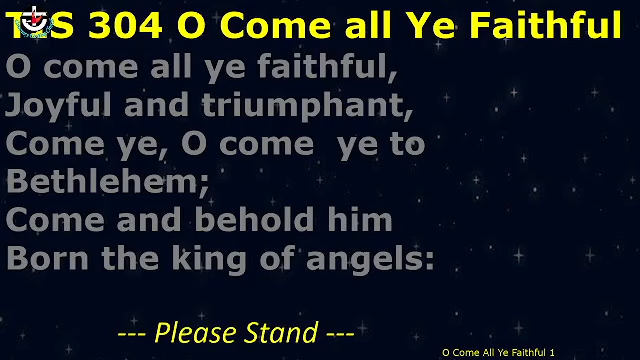 TiS 304 O Come all Ye Faithful
O come all ye faithful,
Joyful and triumphant,
Come ye, O come ye to
Bethlehem;
Come and behold him
Born the king of angels:
--- Please Stand ---
O Come All Ye Faithful 1